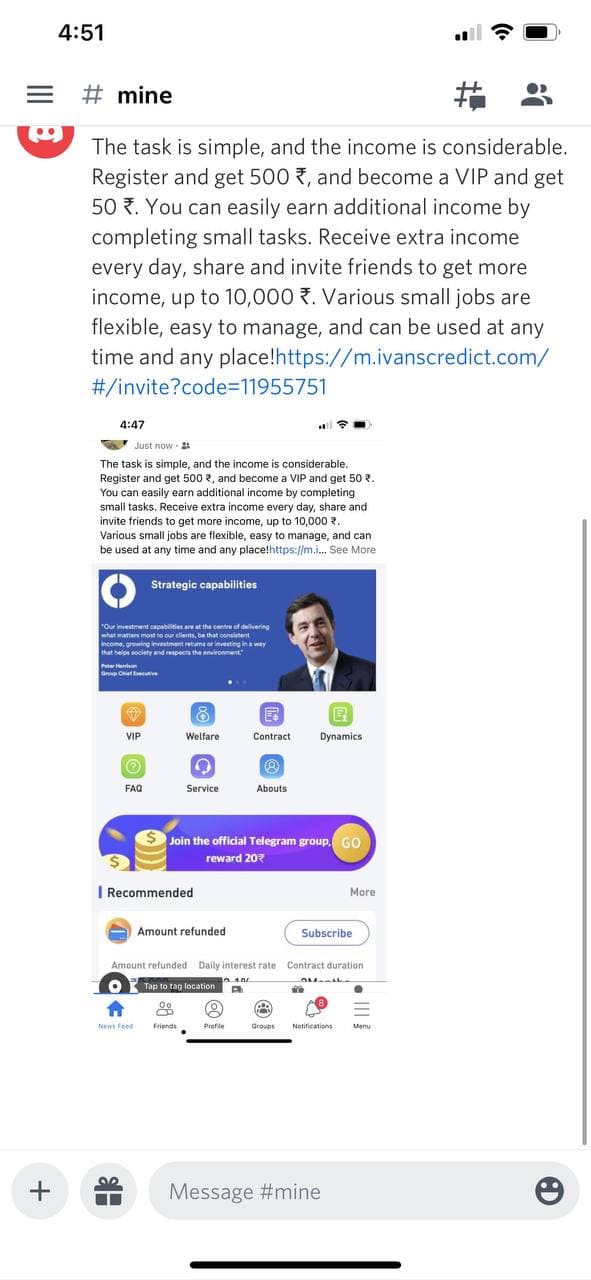 4:51
# mine
The task is simple, and the income is considerable.
Register and get 500 ₹, and become a VIP and get
50 ₹. You can easily earn additional income by
completing small tasks. Receive extra income
every day, share and invite friends to get more
income, up to 10,000 ₹. Various small jobs are
flexible, easy to manage, and can be used at any
time and any place!https://m.ivanscredict.com/
#/invite?code=11955751
4:47
Just now ·
The task is simple, and the income is considerable.
Register and get 500 ₹, and become a VIP and get 50 ₹.
You can easily earn additional income by completing
small tasks. Receive extra income every day, share and
invite friends to get more income, up to 10,000 ₹.
Various small jobs are flexible, easy to manage, and can
be used at any time and any place!https://m.i... See More
Strategic capabilities
"Our investment capabilities are at the centre of delivering
what matters most to our clients, be that consistent
income, growing investment returns or investing in a way
that helps society and respects the environment."
Peter Harrison
Group Chief Executive
VIP Welfare Contract Dynamics
FAQ Service Abouts
Join the official Telegram group, GO
reward 20₹
Recommended More
Amount refunded Subscribe
Amount refunded Daily interest rate Contract duration
Tap to tag location
8
News Feed Friends Profile Groups Notifications Menu
Message #mine